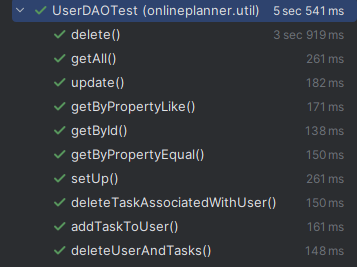 UserDAOTest (onlineplanner.util) 5 sec 541 ms
delete() 3 sec 919 ms
getAll() 261 ms
update() 182 ms
getByPropertyLike() 171 ms
getById() 138 ms
getByPropertyEqual() 150 ms
setUp() 261 ms
deleteTaskAssociatedWithUser() 150 ms
addTaskToUser() 161 ms
deleteUserAndTasks() 148 ms